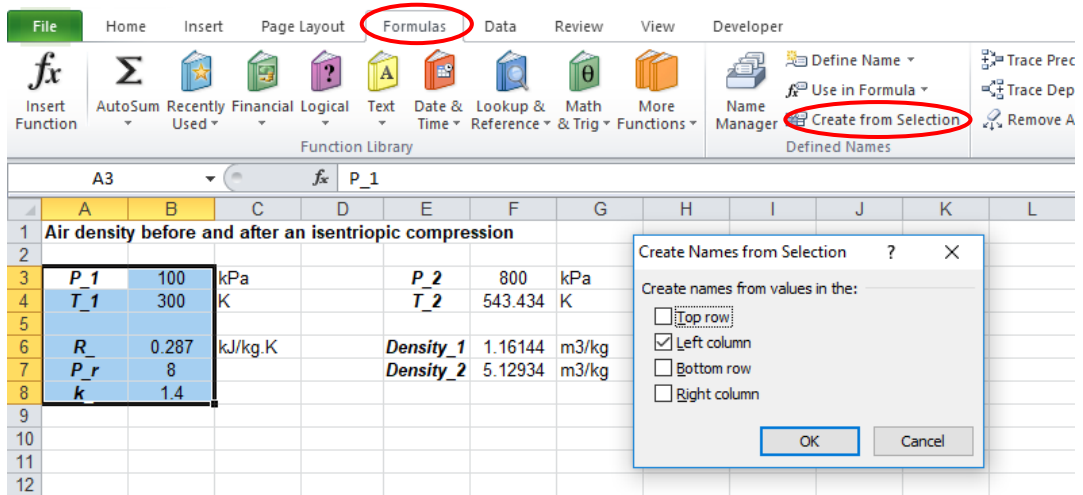 File Home Insert Page Layout Formulas Data Review View Developer
fx Σ ? A θ Define Name Trace Prec
Use in Formula Trace Dep
Insert AutoSum Recently Financial Logical Text Date & Lookup & Math More Name Create from Selection Remove A
Function Used Time Reference & Trig Functions Manager
Function Library Defined Names
A3 fx P_1
A B C D E F G H I J K L
1 Air density before and after an isentriopic compression
2
3 P_1 100 kPa P_2 800 kPa
4 T_1 300 K T_2 543.434 K
5
6 R_ 0.287 kJ/kg.K Density_1 1.16144 m3/kg
7 P_r 8 Density_2 5.12934 m3/kg
8 k_ 1.4
9
10
11
12
Create Names from Selection ? X
Create names from values in the:
Top row
Left column
Bottom row
Right column
OK Cancel